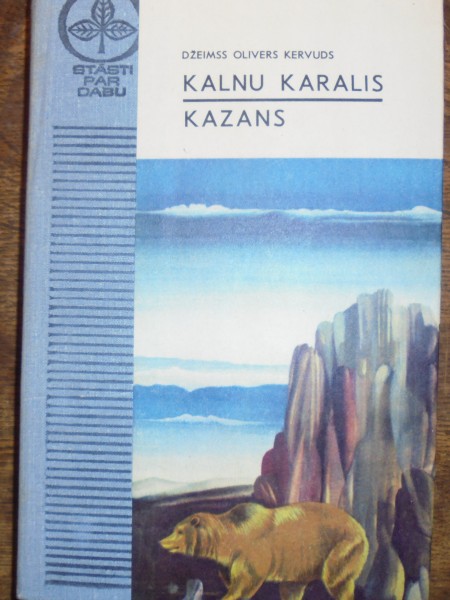 STĀSTI
PAR
DABU
DŽEIMSS OLIVERS KERVUDS
KALNU KARALIS
KAZANS